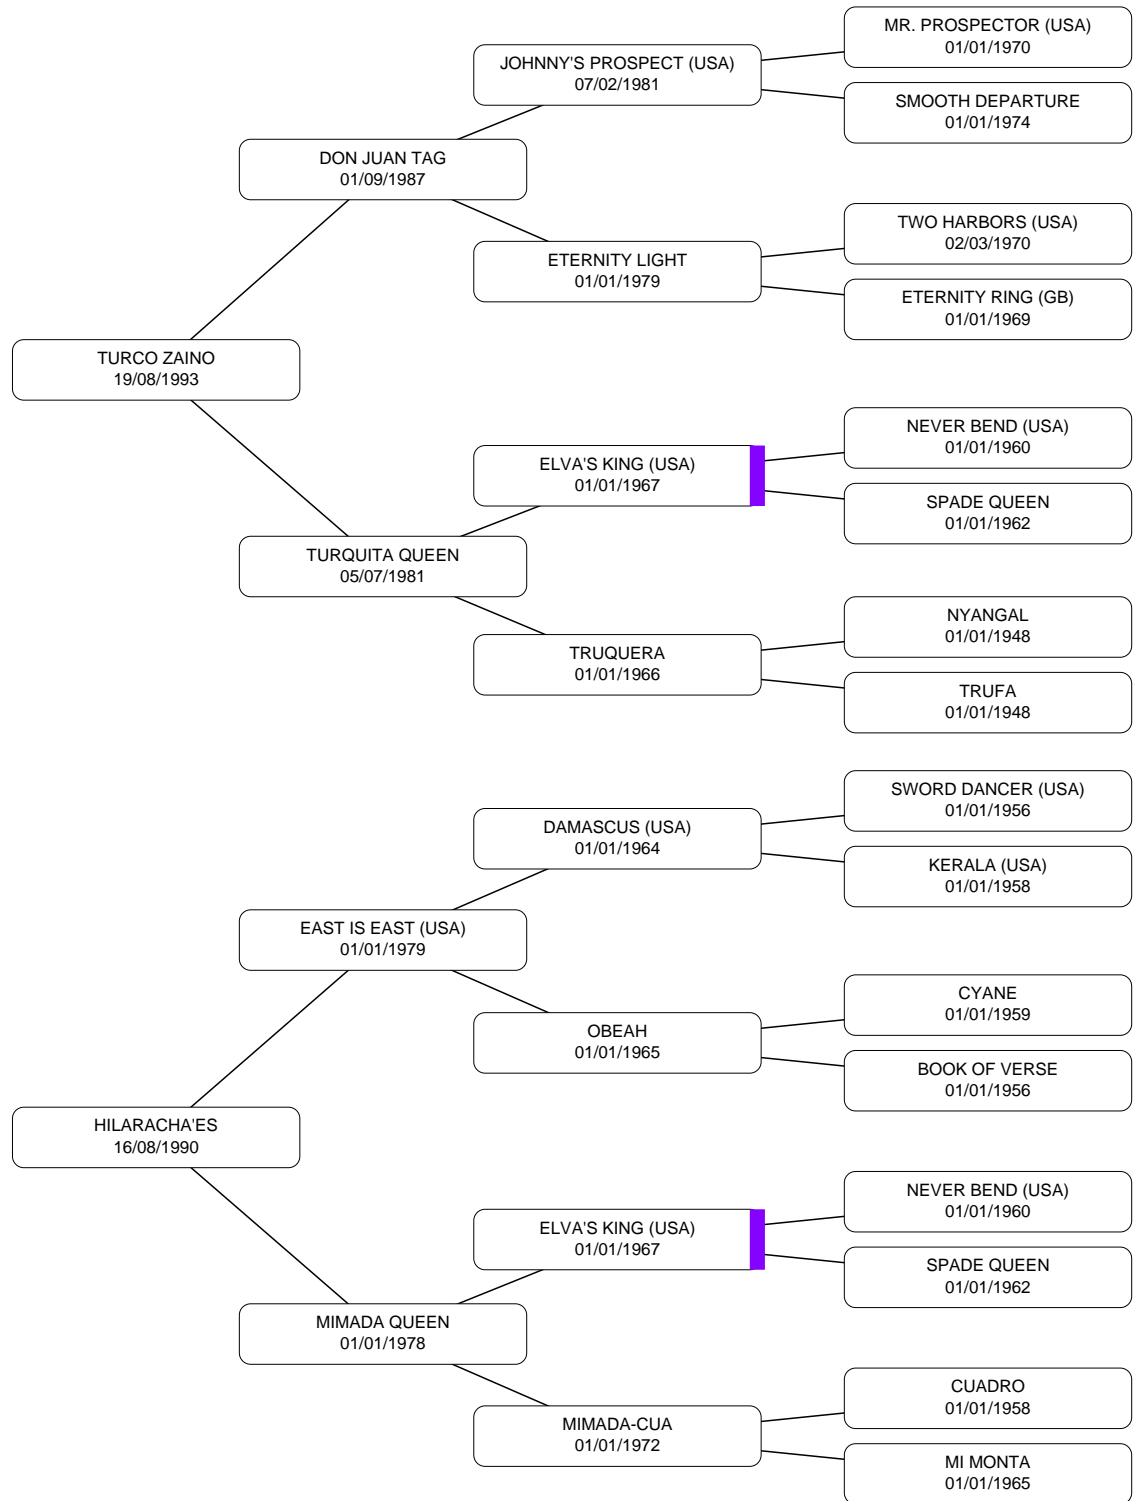 MR. PROSPECTOR (USA)
01/01/1970
JOHNNY'S PROSPECT (USA)
07/02/1981
SMOOTH DEPARTURE
01/01/1974
DON JUAN TAG
01/09/1987
TWO HARBORS (USA)
02/03/1970
ETERNITY LIGHT
01/01/1979
ETERNITY RING (GB)
01/01/1969
TURCO ZAINO
19/08/1993
NEVER BEND (USA)
01/01/1960
ELVA'S KING (USA)
01/01/1967
SPADE QUEEN
01/01/1962
TURQUITA QUEEN
05/07/1981
NYANGAL
01/01/1948
TRUQUERA
01/01/1966
TRUFA
01/01/1948
SWORD DANCER (USA)
01/01/1956
DAMASCUS (USA)
01/01/1964
KERALA (USA)
01/01/1958
EAST IS EAST (USA)
01/01/1979
CYANE
01/01/1959
OBEAH
01/01/1965
BOOK OF VERSE
01/01/1956
HILARACHA'ES
16/08/1990
NEVER BEND (USA)
01/01/1960
ELVA'S KING (USA)
01/01/1967
SPADE QUEEN
01/01/1962
MIMADA QUEEN
01/01/1978
CUADRO
01/01/1958
MIMADA-CUA
01/01/1972
MI MONTA
01/01/1965